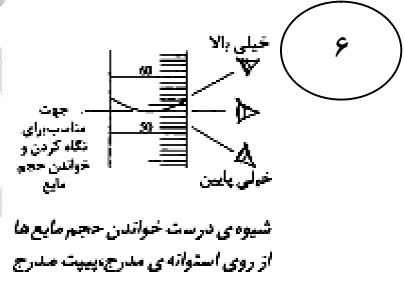 ۶
خیلی بالا
60
جهت
مناسب برای
نگاه کردن و
خواندن حجم
مایع
50
خیلی پایین
شیوه ی درست خواندن حجم مایع ها
از روی استوانه ی مدرج،پیپت مدرج